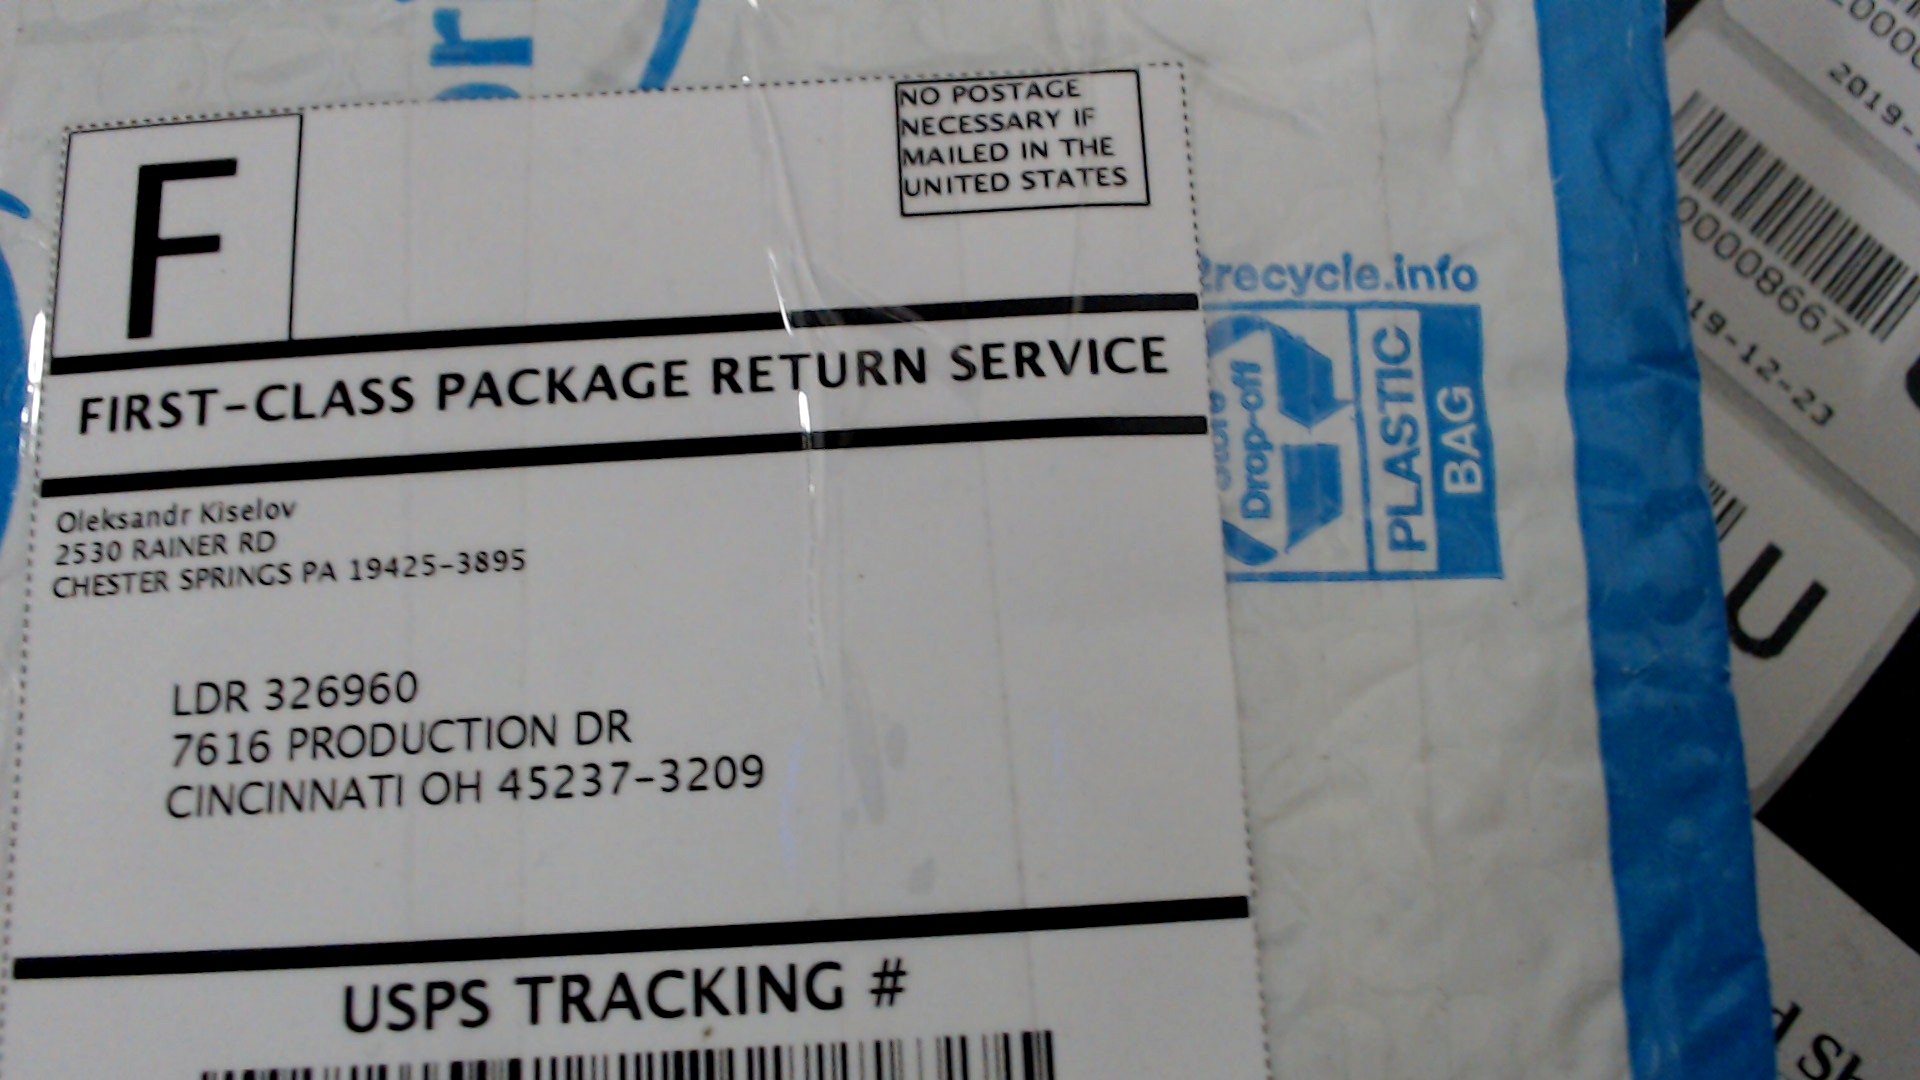 NO POSTAGE
NECESSARY IF
MAILED IN THE
UNITED STATES
F
FIRST-CLASS PACKAGE RETURN SERVICE
Oleksandr Kiselov
2530 RAINER RD
CHESTER SPRINGS PA 19425-3895
LDR 326960
7616 PRODUCTION DR
CINCINNATI OH 45237-3209
USPS TRACKING #
recycle.info
Drop-off
PLASTIC
BAG
2019-
00008667
19-12-23
U